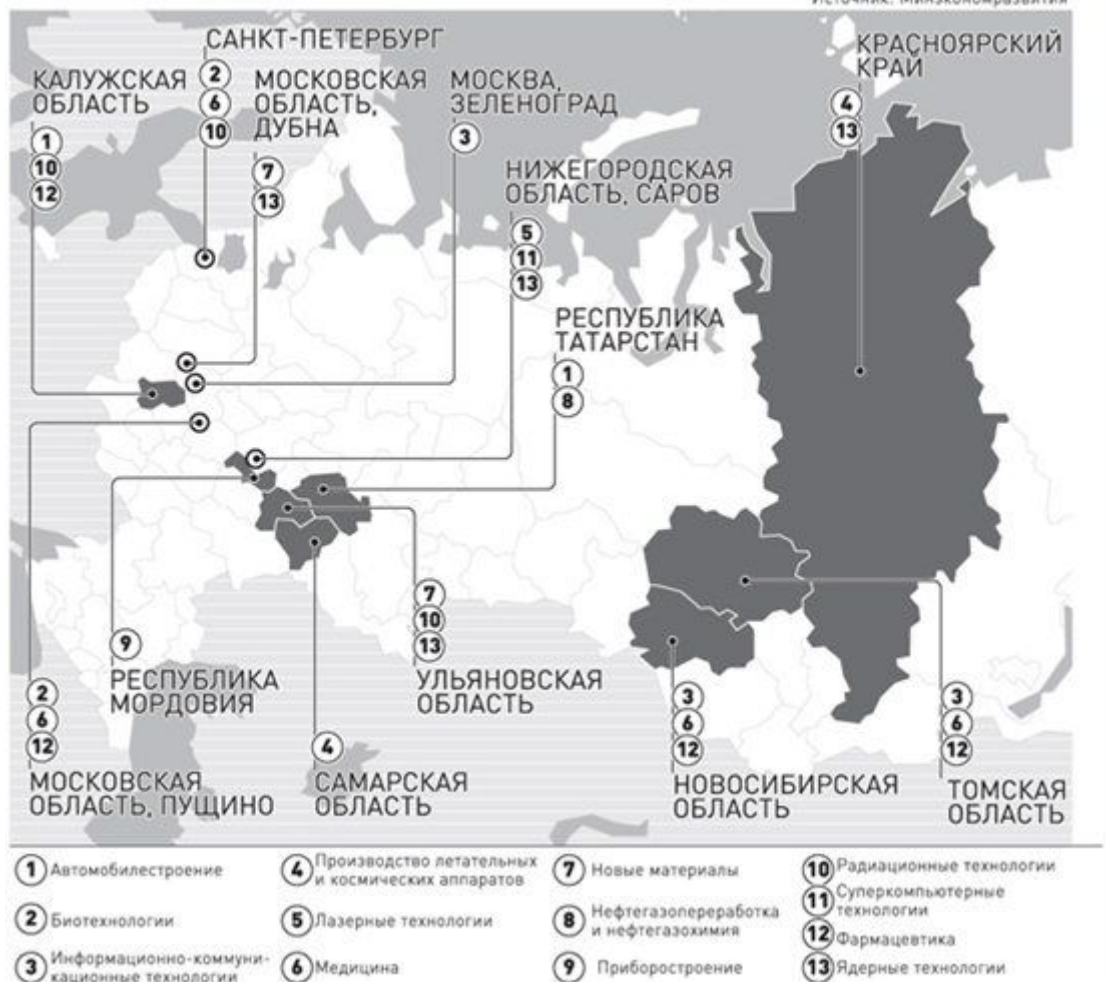 Источник: Минэкономразвития
САНКТ-ПЕТЕРБУРГ
2
6
10
КАЛУЖСКАЯ
ОБЛАСТЬ
1
10
12
МОСКОВСКАЯ
ОБЛАСТЬ,
ДУБНА
7
13
МОСКВА,
ЗЕЛЕНОГРАД
3
КРАСНОЯРСКИЙ
КРАЙ
4
13
НИЖЕГОРОДСКАЯ
ОБЛАСТЬ, САРОВ
5
11
13
РЕСПУБЛИКА
ТАТАРСТАН
1
8
9
РЕСПУБЛИКА
МОРДОВИЯ
7
10
13
УЛЬЯНОВСКАЯ
ОБЛАСТЬ
2
6
12
МОСКОВСКАЯ
ОБЛАСТЬ, ПУЩИНО
4
САМАРСКАЯ
ОБЛАСТЬ
3
6
12
НОВОСИБИРСКАЯ
ОБЛАСТЬ
3
6
12
ТОМСКАЯ
ОБЛАСТЬ
1 Автомобилестроение
2 Биотехнологии
3 Информационно-коммуни-
кационные технологии
4 Производство летательных
и космических аппаратов
5 Лазерные технологии
6 Медицина
7 Новые материалы
8 Нефтегазопереработка
и нефтегазохимия
9 Приборостроение
10 Радиационные технологии
11 Суперкомпьютерные
технологии
12 Фармацевтика
13 Ядерные технологии